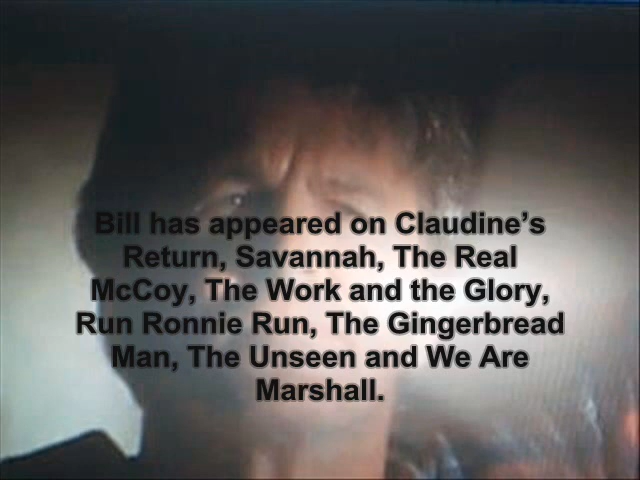 Bill has appeared on Claudine’s
Return, Savannah, The Real
McCoy, The Work and the Glory,
Run Ronnie Run, The Gingerbread
Man, The Unseen and We Are
Marshall.